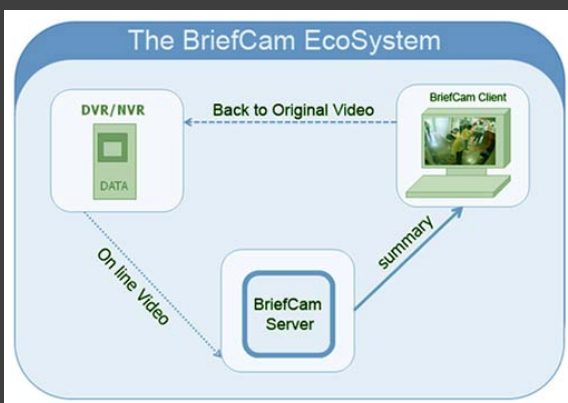 The BriefCam EcoSystem
DVR/NVR
DATA
Back to Original Video
BriefCam Client
On line Video
BriefCam
Server
summary